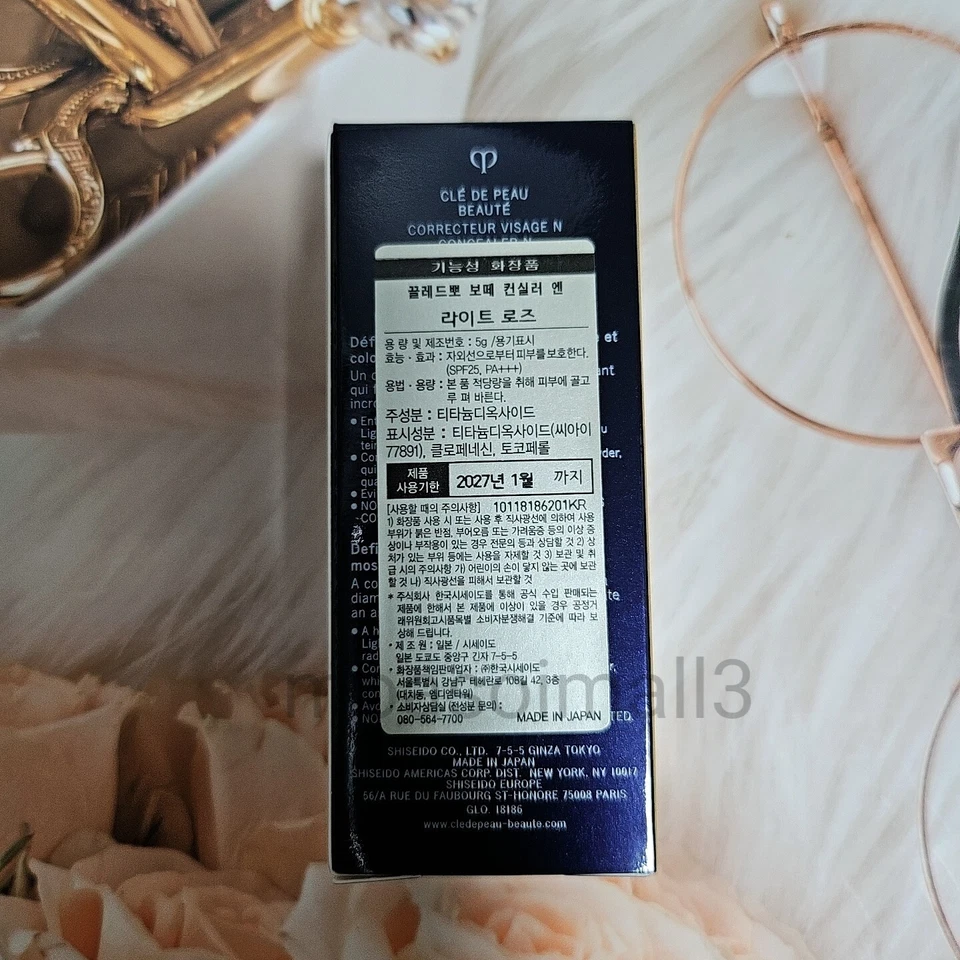 CLÉ DE PEAU
BEAUTÉ
CORRECTEUR VISAGE N
CONCEALER N
기능성 화장품
끌레드뽀 보떼 컨실러 엔
라이트 로즈
용 량 및 제조번호 : 5g /용기표시
효능 · 효과 : 자외선으로부터 피부를 보호한다.
(SPF25, PA+++)
용법 · 용량 : 본 품 적당량을 취해 피부에 골고
루 펴 바른다.
주성분 : 티타늄디옥사이드
표시성분 : 티타늄디옥사이드(씨아이
77891), 클로페네신, 토코페롤
제품
사용기한 2027년 1월 까지
[사용할 때의 주의사항] 10118186201KR
1) 화장품 사용 시 또는 사용 후 직사광선에 의하여 사용
부위가 붉은 반점, 부어오름 또는 가려움증 등의 이상 증
상이나 부작용이 있는 경우 전문의 등과 상담할 것 2) 상
처가 있는 부위 등에는 사용을 자제할 것 3) 보관 및 취
급 시의 주의사항 가) 어린이의 손이 닿지 않는 곳에 보관
할 것 나) 직사광선을 피해서 보관할 것
* 주식회사 한국시세이도를 통해 공식 수입 판매되는
제품에 한해서 본 제품에 이상이 있을 경우 공정거
래위원회고시품목별 소비자분쟁해결 기준에 따라 보
상해 드립니다.
· 제 조 원 : 일본 / 시세이도
일본 도쿄도 중앙구 긴자 7-5-5
· 화장품책임판매업자 : ㈜한국시세이도
서울특별시 강남구 테헤란로 108길 42, 3층
(대치동, 엠디엠타워)
· 소비자상담실 (전성분 문의) :
080-564-7700 MADE IN JAPAN TED.
SHISEIDO CO., LTD. 7-5-5 GINZA TOKYO
MADE IN JAPAN
SHISEIDO AMERICAS CORP. DIST. NEW YORK, NY 10017
SHISEIDO EUROPE
56/A RUE DU FAUBOURG ST-HONORE 75008 PARIS
GLO. 18186
www.cledepeau-beaute.com